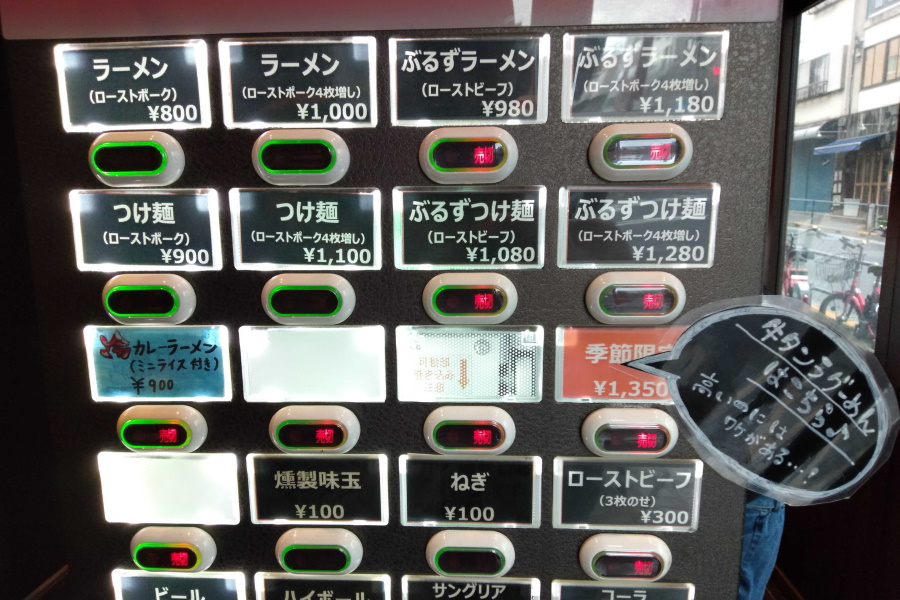 ラーメン
(ローストポーク)
¥800
ラーメン
(ローストポーク4枚増し)
¥1,000
ぶるずラーメン
(ローストビーフ)
¥980
ぶるずラーメン
(ローストポーク4枚増し)
¥1,180
売切
売切
つけ麺
(ローストポーク)
¥900
つけ麺
(ローストポーク4枚増し)
¥1,100
ぶるずつけ麺
(ローストビーフ)
¥1,080
ぶるずつけ麺
(ローストポーク4枚増し)
¥1,280
売切
売切
カレーラーメン
(ミニライス付き)
¥900
季節限定
¥1,350
牛タンラグーめん
はこちら♪
高いのには
ワケがある…!
売切
売切
売切
売切
燻製味玉
¥100
ねぎ
¥100
ローストビーフ
(3枚のせ)
¥300
売切
売切
ビール
ハイボール
サングリア
コーラ